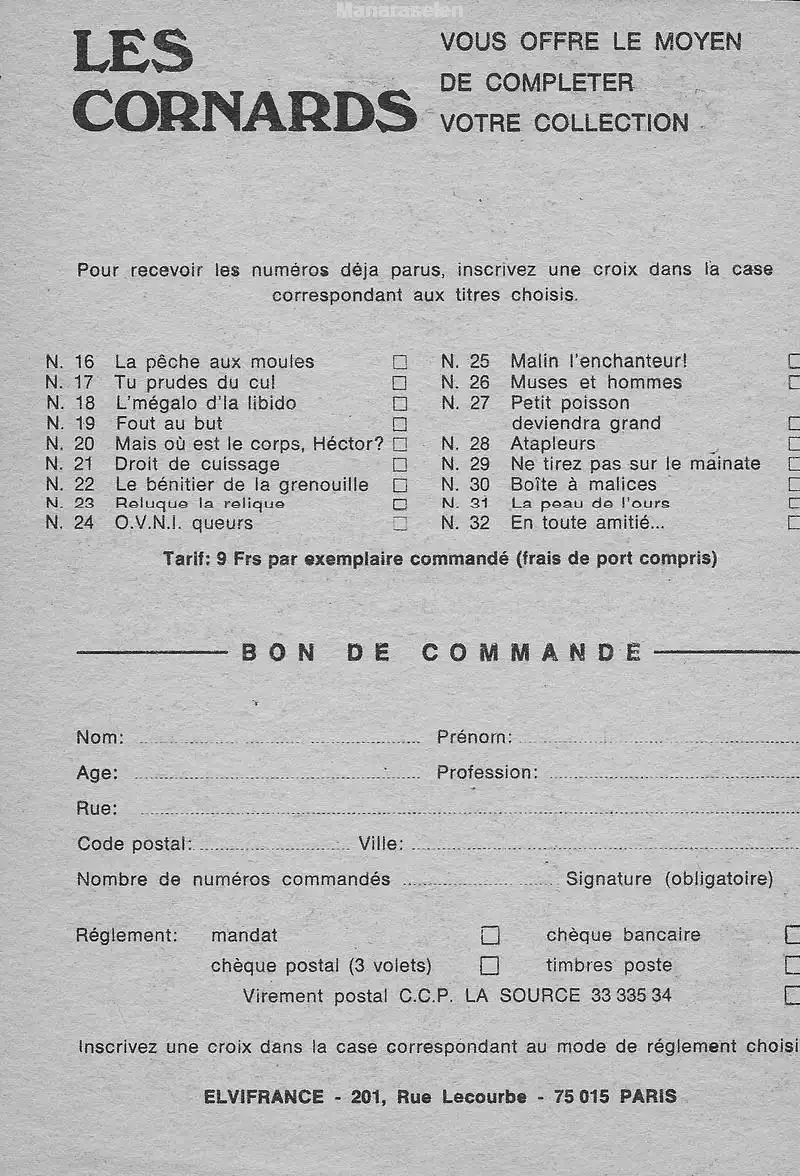 Manaraselen
LES
CORNARDS
VOUS OFFRE LE MOYEN
DE COMPLETER
VOTRE COLLECTION
Pour recevoir les numéros déja parus, inscrivez une croix dans la case
correspondant aux titres choisis.
N. 16 La pêche aux moules
N. 17 Tu prudes du cul
N. 18 L'mégalo d'la libido
N. 19 Fout au but
N. 20 Mais où est le corps, Héctor?
N. 21 Droit de cuissage
N. 22 Le bénitier de la grenouille
N. 23 Reluque la relique
N. 24 O.V.N.I. queurs
N. 25 Malin l'enchanteur!
N. 26 Muses et hommes
N. 27 Petit poisson
deviendra grand
N. 28 Atapleurs
N. 29 Ne tirez pas sur le mainate
N. 30 Boîte à malices
N. 31 La peau de l'ours
N. 32 En toute amitié...
Tarif: 9 Frs par exemplaire commandé (frais de port compris)
BON DE COMMANDE
Nom: Prénom:
Age: Profession:
Rue:
Code postal: Ville:
Nombre de numéros commandés Signature (obligatoire)
Réglement: mandat chèque bancaire
chèque postal (3 volets) timbres poste
Virement postal C.C.P. LA SOURCE 33 335 34
Inscrivez une croix dans la case correspondant au mode de réglement choisi
ELVIFRANCE - 201, Rue Lecourbe - 75 015 PARIS